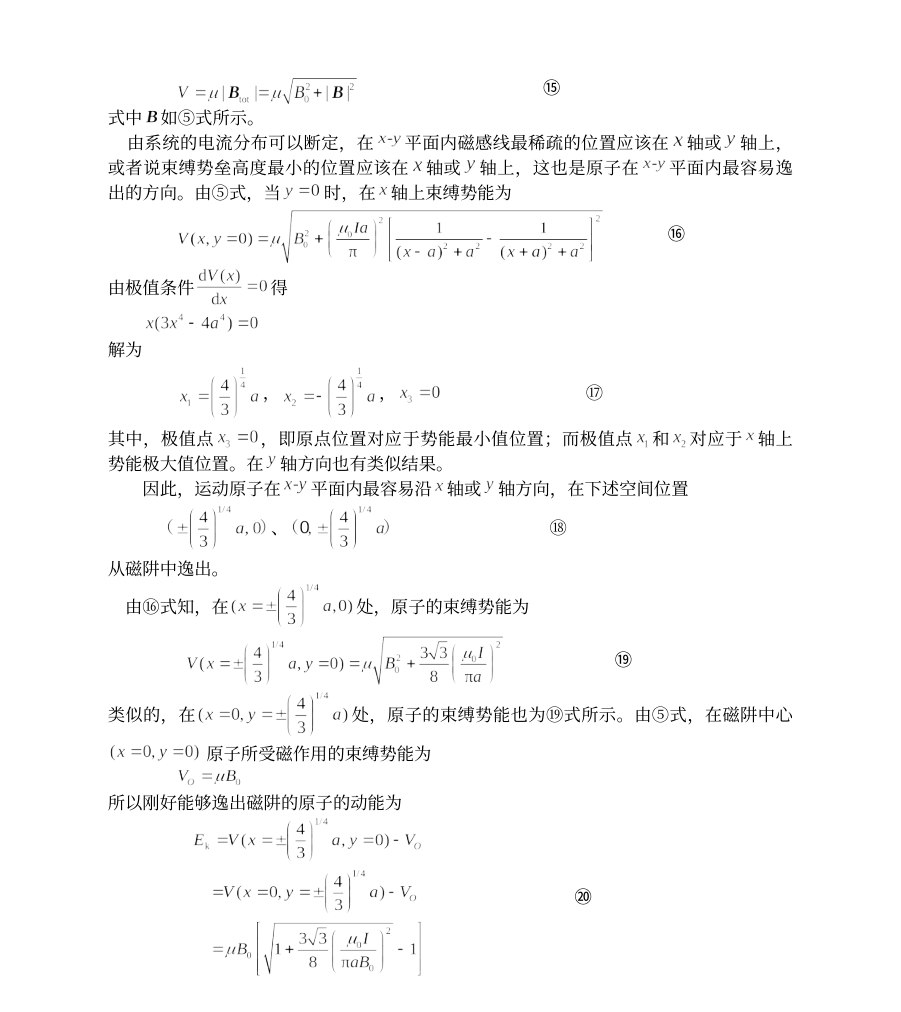 V = μ|B_tot| = μ√(B₀² + |B|²) ⑮
式中 B 如⑤式所示。
由系统的电流分布可以断定，在 x-y 平面内磁感线最稀疏的位置应该在 x 轴或 y 轴上，
或者说束缚势垒高度最小的位置应该在 x 轴或 y 轴上，这也是原子在 x-y 平面内最容易逸
出的方向。由⑤式，当 y=0 时，在 x 轴上束缚势能为
V(x, y=0) = μ√(B₀² + (μ₀Ia/π)² [1/((x - a)² + a²) - 1/((x + a)² + a²)]²) ⑯
由极值条件 dV(x)/dx = 0 得
x(3x⁴ - 4a⁴) = 0
解为
x₁ = (4/3)^(1/4) a， x₂ = -(4/3)^(1/4) a， x₃ = 0 ⑰
其中，极值点 x₃ = 0，即原点位置对应于势能最小值位置；而极值点 x₁ 和 x₂ 对应于 x 轴上
势能极大值位置。在 y 轴方向也有类似结果。
因此，运动原子在 x-y 平面内最容易沿 x 轴或 y 轴方向，在下述空间位置
(±(4/3)^(1/4) a, 0)、(0, ±(4/3)^(1/4) a) ⑱
从磁阱中逸出。
由⑯式知，在 (x = ±(4/3)^(1/4) a, 0) 处，原子的束缚势能为
V(x = ±(4/3)^(1/4) a, y = 0) = μ√(B₀² + (3√3/8)(μ₀I/πa)²) ⑲
类似的，在 (x = 0, y = ±(4/3)^(1/4) a) 处，原子的束缚势能也为⑲式所示。由⑤式，在磁阱中心
(x = 0, y = 0) 原子所受磁作用的束缚势能为
V_O = μB₀
所以刚好能够逸出磁阱的原子的动能为
E_k = V(x = ±(4/3)^(1/4) a, y = 0) - V_O
= V(x = 0, y = ±(4/3)^(1/4) a) - V_O ⑳
= μB₀[√(1 + (3√3/8)(μ₀I/πaB₀)²) - 1]